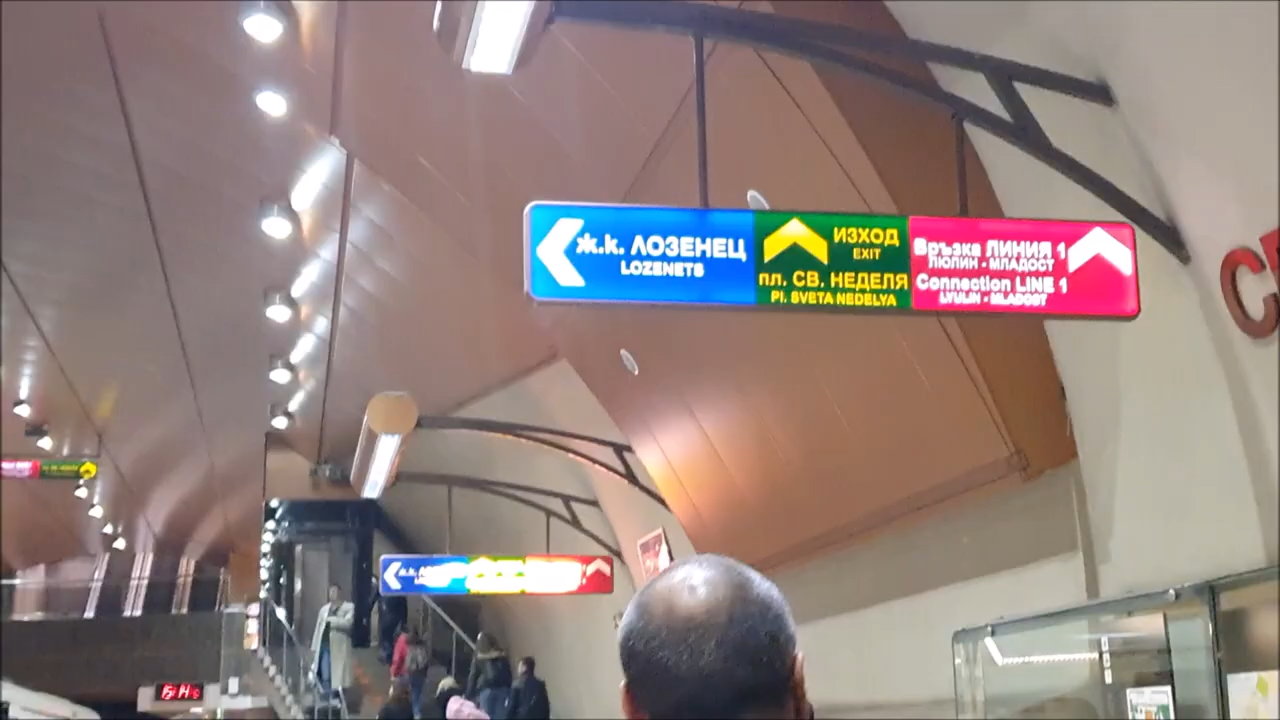 ж.к. ЛОЗЕНЕЦ
LOZENETS
ИЗХОД
EXIT
пл. СВ. НЕДЕЛЯ
Pl. SVETA NEDELYA
Връзка ЛИНИЯ 1
ЛЮЛИН - МЛАДОСТ
Connection LINE 1
LYULIN - MLADOST
ж.к.